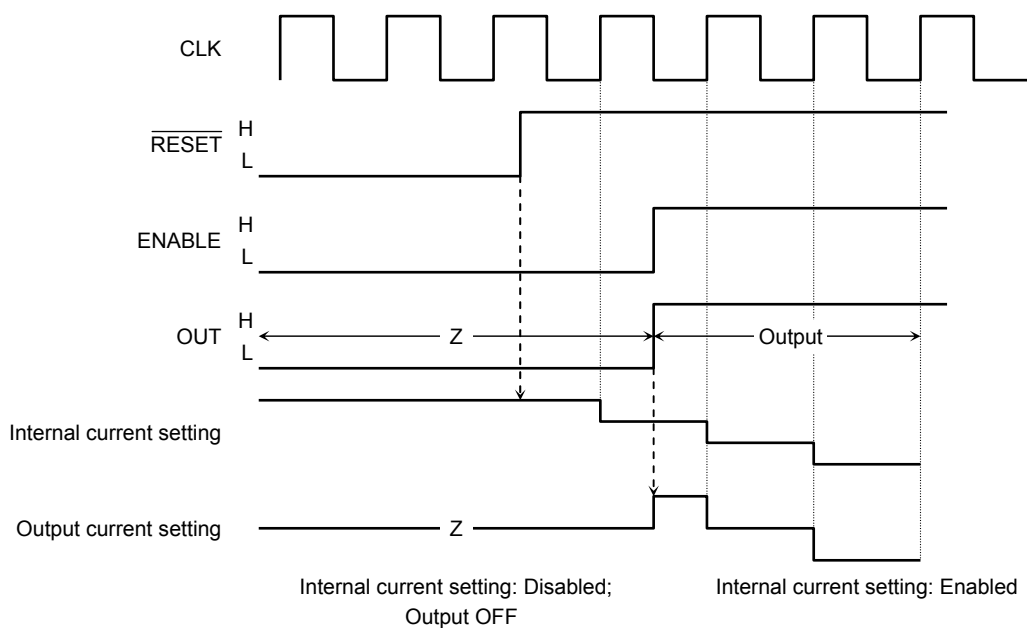 CLK
H
RESET
L
H
ENABLE
L
H
OUT
Z
Output
L
Internal current setting
Output current setting
Z
Internal current setting: Disabled;
Output OFF
Internal current setting: Enabled